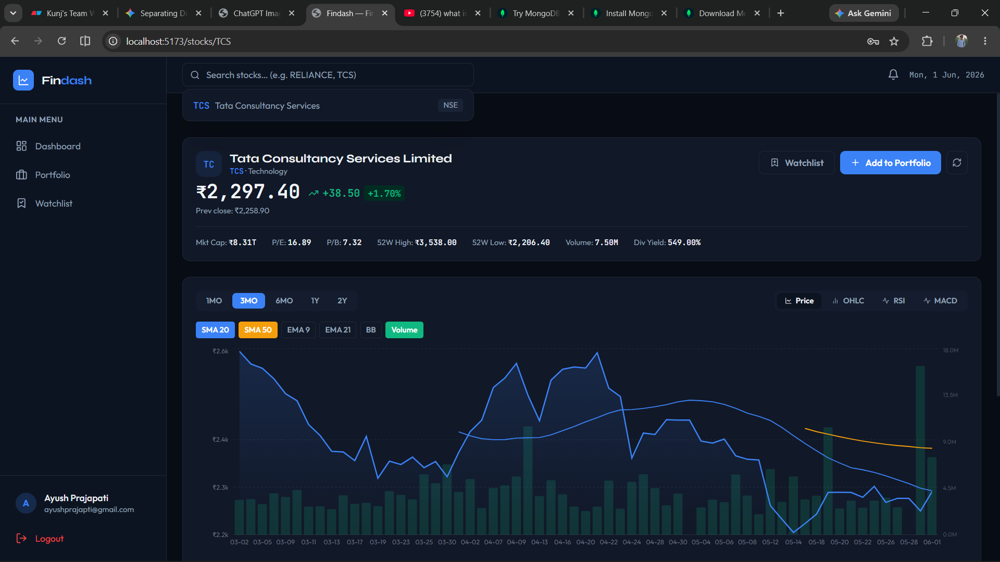 Kunj's Team W
Separating Di
ChatGPT Imag
Findash — Fin
(3754) what is
Try MongoDB
Install Mongo
Download Mo
Ask Gemini
localhost:5173/stocks/TCS
Findash
Search stocks... (e.g. RELIANCE, TCS)
Mon, 1 Jun, 2026
TCS Tata Consultancy Services NSE
MAIN MENU
Dashboard
Portfolio
Watchlist
TC
Tata Consultancy Services Limited
TCS · Technology
Watchlist
+ Add to Portfolio
₹2,297.40 +38.50 +1.70%
Prev close: ₹2,258.90
Mkt Cap: ₹8.31T P/E: 16.89 P/B: 7.32 52W High: ₹3,538.00 52W Low: ₹2,206.40 Volume: 7.50M Div Yield: 549.00%
1MO 3MO 6MO 1Y 2Y
Price OHLC RSI MACD
SMA 20 SMA 50 EMA 9 EMA 21 BB Volume
₹2.6k
₹2.4k
₹2.3k
₹2.2k
18.0M
13.5M
9.0M
4.5M
0.0M
03-02 03-05 03-09 03-11 03-13 03-17 03-19 03-23 03-25 03-30 04-02 04-07 04-09 04-13 04-16 04-20 04-22 04-24 04-28 04-30 05-04 05-06 05-08 05-12 05-14 05-18 05-20 05-22 05-26 05-28 06-01
A
Ayush Prajapati
ayushprajapti@gmail.com
Logout